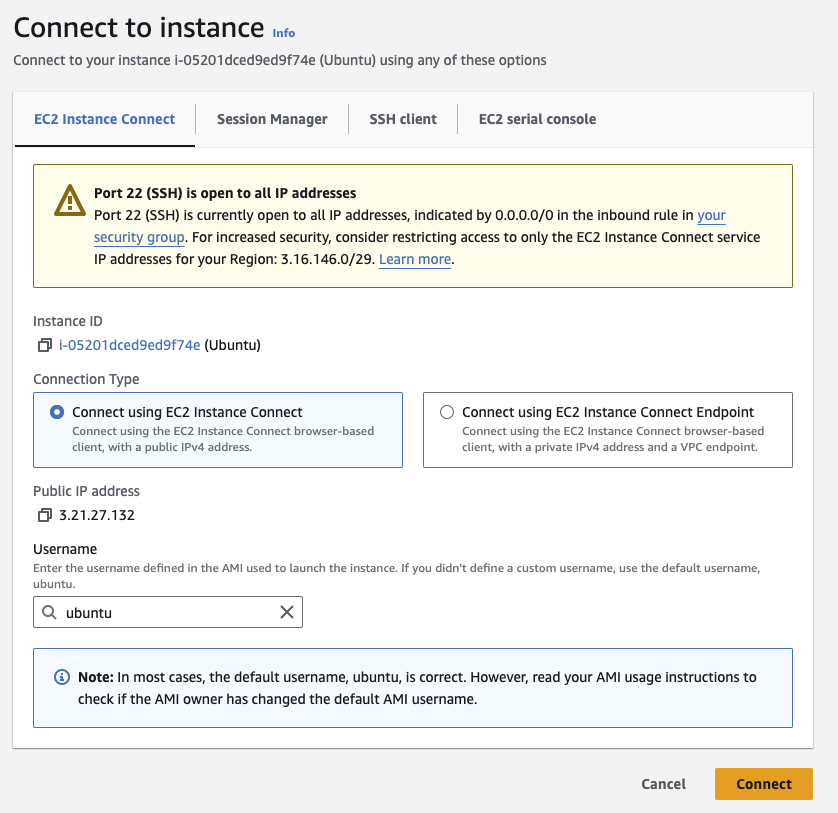 Connect to instance Info
Connect to your instance i-05201dced9ed9f74e (Ubuntu) using any of these options
EC2 Instance Connect
Session Manager
SSH client
EC2 serial console
Port 22 (SSH) is open to all IP addresses
Port 22 (SSH) is currently open to all IP addresses, indicated by 0.0.0.0/0 in the inbound rule in your
security group. For increased security, consider restricting access to only the EC2 Instance Connect service
IP addresses for your Region: 3.16.146.0/29. Learn more.
Instance ID
i-05201dced9ed9f74e (Ubuntu)
Connection Type
Connect using EC2 Instance Connect
Connect using the EC2 Instance Connect browser-based
client, with a public IPv4 address.
Connect using EC2 Instance Connect Endpoint
Connect using the EC2 Instance Connect browser-based
client, with a private IPv4 address and a VPC endpoint.
Public IP address
3.21.27.132
Username
Enter the username defined in the AMI used to launch the instance. If you didn't define a custom username, use the default username,
ubuntu.
ubuntu
Note: In most cases, the default username, ubuntu, is correct. However, read your AMI usage instructions to
check if the AMI owner has changed the default AMI username.
Cancel
Connect